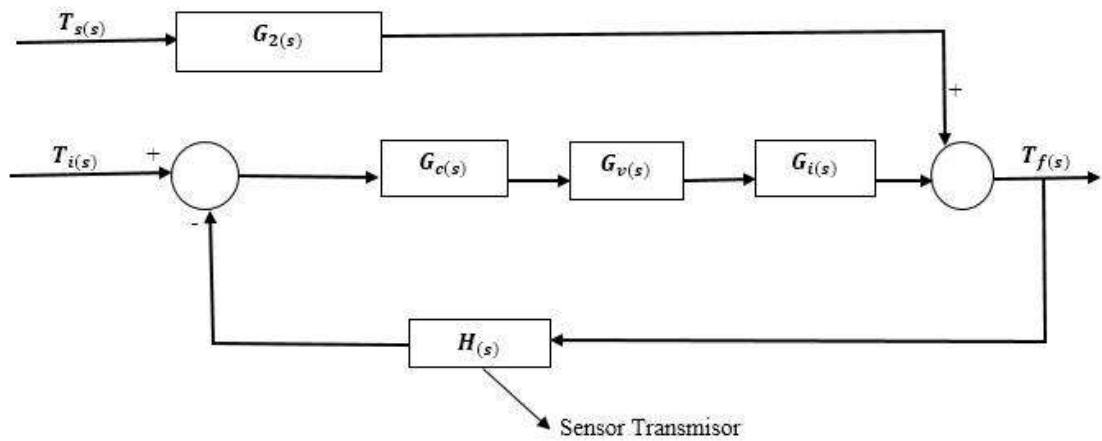 T_s(s)
G_2(s)
+
T_i(s)
+
G_c(s)
G_v(s)
G_i(s)
T_f(s)
-
H_(s)
Sensor Transmisor